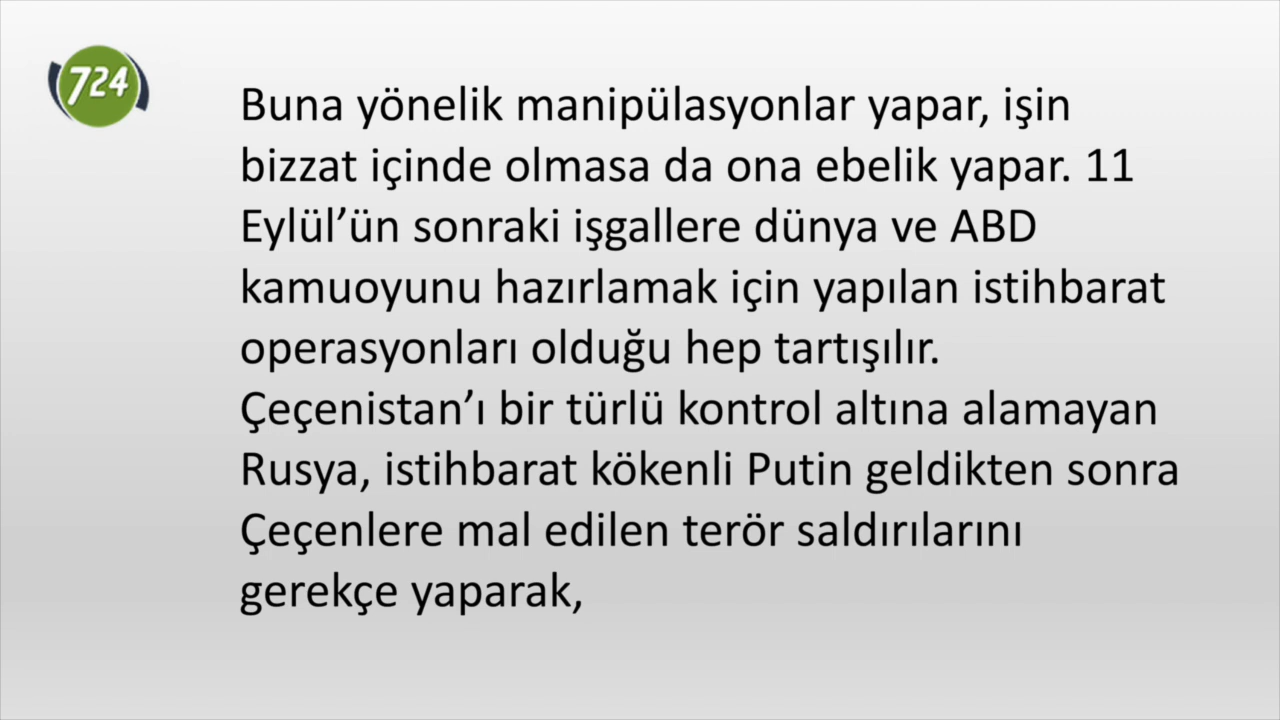 724
Buna yönelik manipülasyonlar yapar, işin
bizzat içinde olmasa da ona ebelik yapar. 11
Eylül’ün sonraki işgallere dünya ve ABD
kamuoyunu hazırlamak için yapılan istihbarat
operasyonları olduğu hep tartışılır.
Çeçenistan’ı bir türlü kontrol altına alamayan
Rusya, istihbarat kökenli Putin geldikten sonra
Çeçenlere mal edilen terör saldırılarını
gerekçe yaparak,